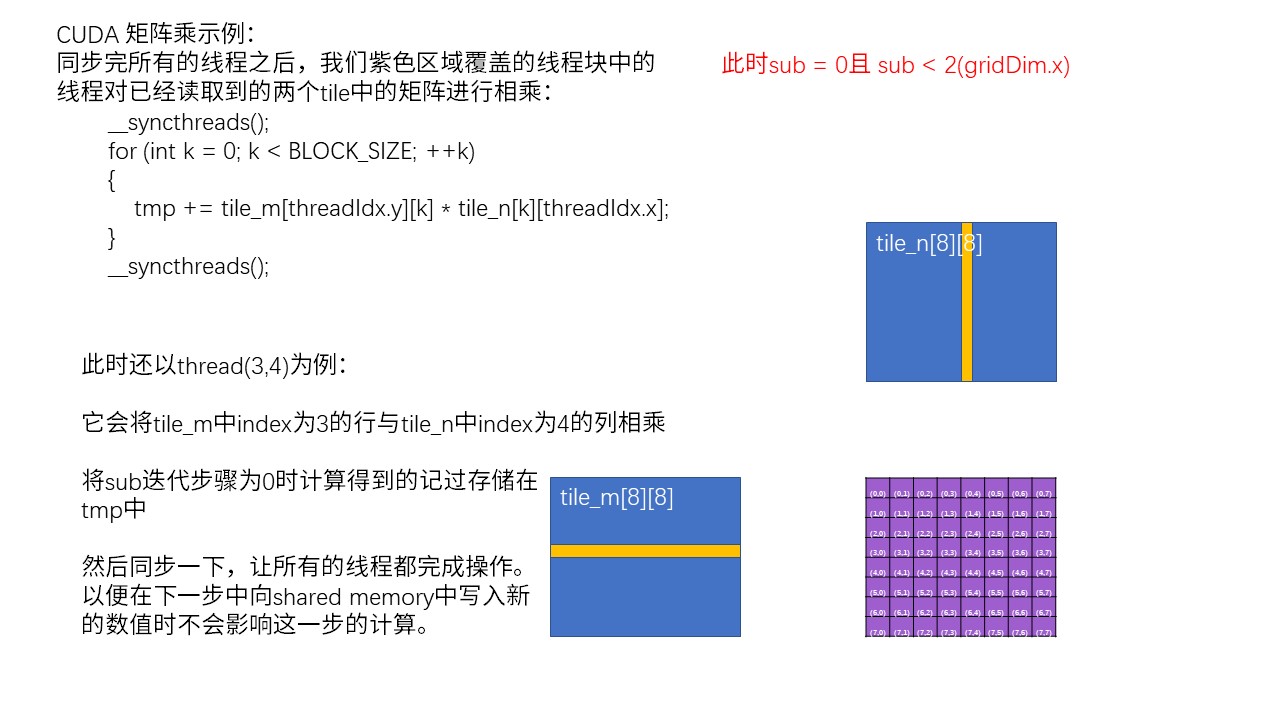 CUDA 矩阵乘示例：
同步完所有的线程之后，我们紫色区域覆盖的线程块中的
线程对已经读取到的两个tile中的矩阵进行相乘：
__syncthreads();
for (int k = 0; k < BLOCK_SIZE; ++k)
{
tmp += tile_m[threadIdx.y][k] * tile_n[k][threadIdx.x];
}
__syncthreads();
此时sub = 0且 sub < 2(gridDim.x)
tile_n[8][8]
此时还以thread(3,4)为例：
它会将tile_m中index为3的行与tile_n中index为4的列相乘
将sub迭代步骤为0时计算得到的记过存储在
tmp中
然后同步一下，让所有的线程都完成操作。
以便在下一步中向shared memory中写入新
的数值时不会影响这一步的计算。
tile_m[8][8]
(0,0) (0,1) (0,2) (0,3) (0,4) (0,5) (0,6) (0,7)
(1,0) (1,1) (1,2) (1,3) (1,4) (1,5) (1,6) (1,7)
(2,0) (2,1) (2,2) (2,3) (2,4) (2,5) (2,6) (2,7)
(3,0) (3,1) (3,2) (3,3) (3,4) (3,5) (3,6) (3,7)
(4,0) (4,1) (4,2) (4,3) (4,4) (4,5) (4,6) (4,7)
(5,0) (5,1) (5,2) (5,3) (5,4) (5,5) (5,6) (5,7)
(6,0) (6,1) (6,2) (6,3) (6,4) (6,5) (6,6) (6,7)
(7,0) (7,1) (7,2) (7,3) (7,4) (7,5) (7,6) (7,7)